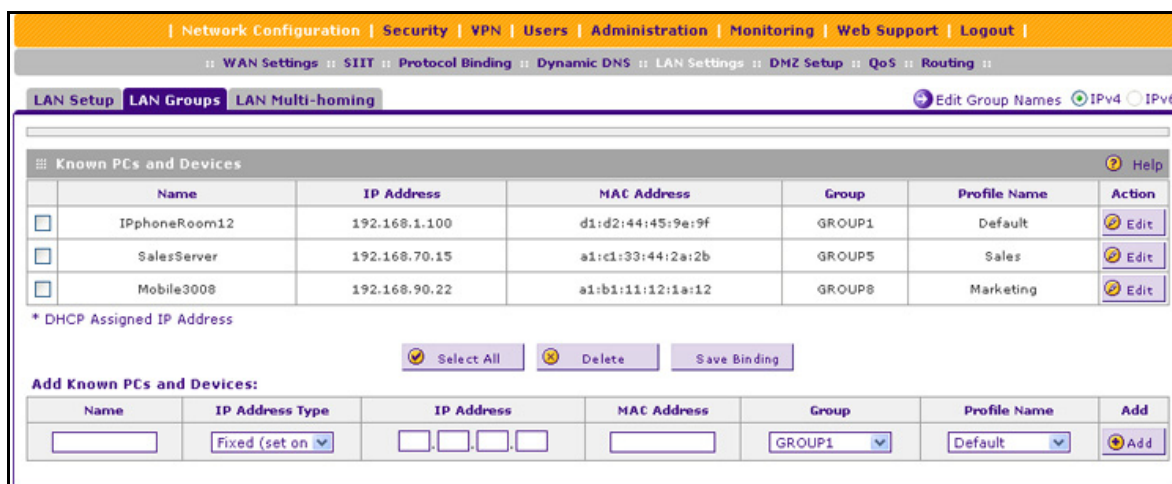 | Network Configuration | Security | VPN | Users | Administration | Monitoring | Web Support | Logout |
:: WAN Settings :: SIIT :: Protocol Binding :: Dynamic DNS :: LAN Settings :: DMZ Setup :: QoS :: Routing ::
LAN Setup LAN Groups LAN Multi-homing Edit Group Names IPv4 IPv6
Known PCs and Devices Help
Name IP Address MAC Address Group Profile Name Action
IPphoneRoom12 192.168.1.100 d1:d2:44:45:9e:9f GROUP1 Default Edit
SalesServer 192.168.70.15 a1:c1:33:44:2a:2b GROUP5 Sales Edit
Mobile3008 192.168.90.22 a1:b1:11:12:1a:12 GROUP8 Marketing Edit
* DHCP Assigned IP Address
Select All Delete Save Binding
Add Known PCs and Devices:
Name IP Address Type IP Address MAC Address Group Profile Name Add
Fixed (set on . . . GROUP1 Default Add